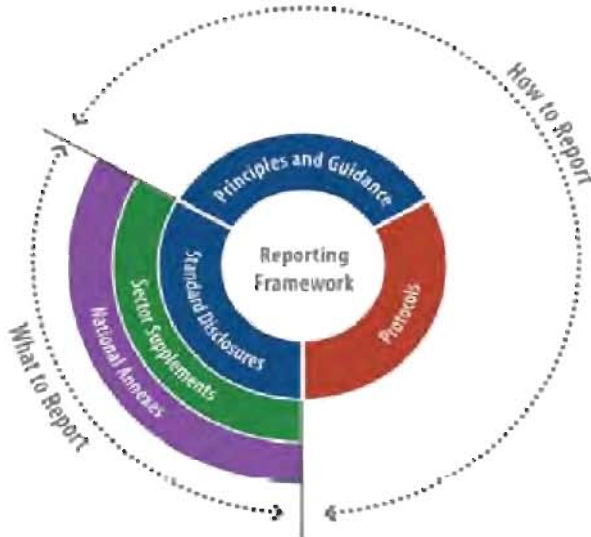 How to Report
Principles and Guidance
Reporting
Framework
Standard Disclosures
Sector Supplements
National Annexes
Protocols
What to Report